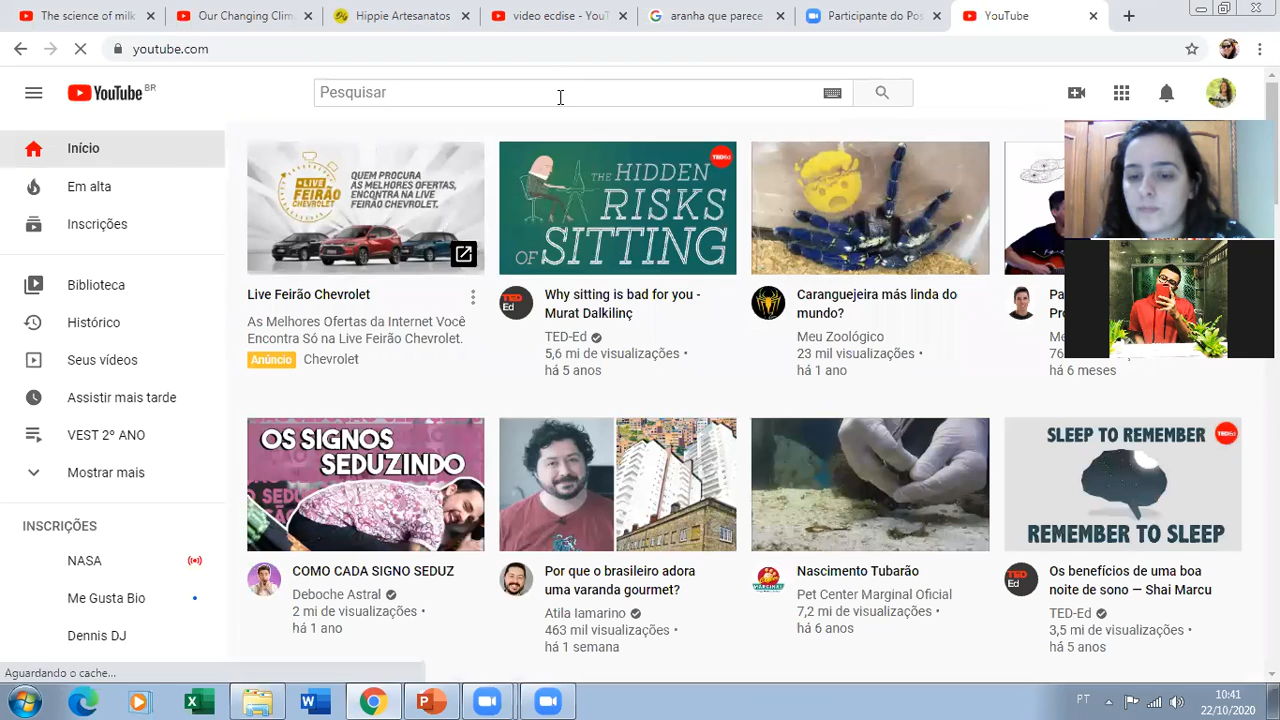 The science of milk
Our Changing Clim
Hippie Artesanatos
video ecdise - YouT
aranha que parece
Participante do Pos
YouTube
youtube.com
YouTube BR
Pesquisar
Início
Em alta
Inscrições
Biblioteca
Histórico
Seus vídeos
Assistir mais tarde
VEST 2º ANO
Mostrar mais
INSCRIÇÕES
NASA
Me Gusta Bio
Dennis DJ
LIVE FEIRÃO CHEVROLET
QUEM PROCURA
AS MELHORES OFERTAS,
ENCONTRA NA LIVE
FEIRÃO CHEVROLET.
Live Feirão Chevrolet
As Melhores Ofertas da Internet Você
Encontra Só na Live Feirão Chevrolet.
Anúncio Chevrolet
TEDEd
THE HIDDEN
RISKS
OF SITTING
TED Ed
Why sitting is bad for you -
Murat Dalkilinç
TED-Ed
5,6 mi de visualizações •
há 5 anos
Caranguejeira más linda do
mundo?
Meu Zoológico
23 mil visualizações •
há 1 ano
há 6 meses
OS SIGNOS
SEDUZINDO
COMO CADA SIGNO SEDUZ
Deboche Astral
2 mi de visualizações •
há 1 ano
Por que o brasileiro adora
uma varanda gourmet?
Atila Iamarino
463 mil visualizações •
há 1 semana
Nascimento Tubarão
Pet Center Marginal Oficial
7,2 mi de visualizações •
há 6 anos
TEDEd
SLEEP TO REMEMBER
REMEMBER TO SLEEP
TED Ed
Os benefícios de uma boa
noite de sono — Shai Marcu
TED-Ed
3,5 mi de visualizações •
há 5 anos
Aguardando o cache...
PT
10:41
22/10/2020